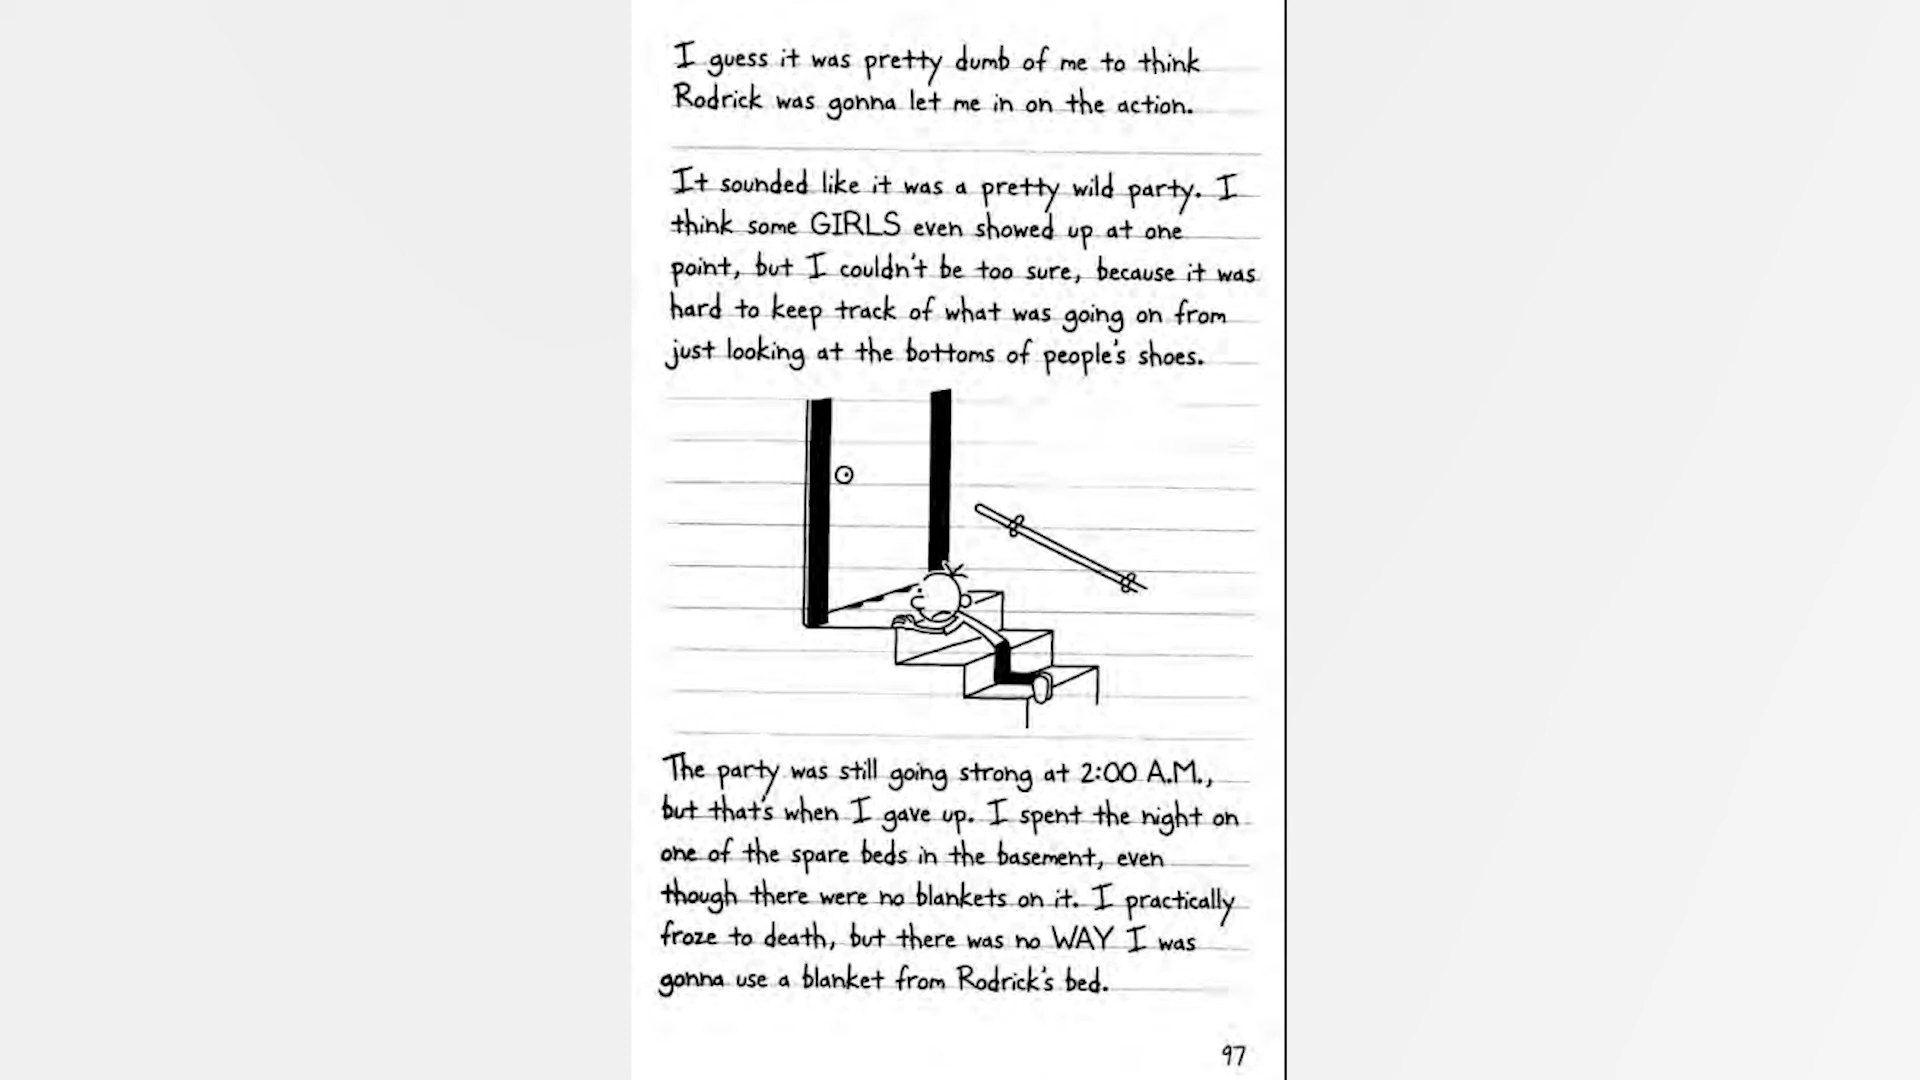 I guess it was pretty dumb of me to think
Rodrick was gonna let me in on the action.
It sounded like it was a pretty wild party. I
think some GIRLS even showed up at one
point, but I couldn't be too sure, because it was
hard to keep track of what was going on from
just looking at the bottoms of people's shoes.
The party was still going strong at 2:00 A.M.,
but that's when I gave up. I spent the night on
one of the spare beds in the basement, even
though there were no blankets on it. I practically
froze to death, but there was no WAY I was
gonna use a blanket from Rodrick's bed.
97